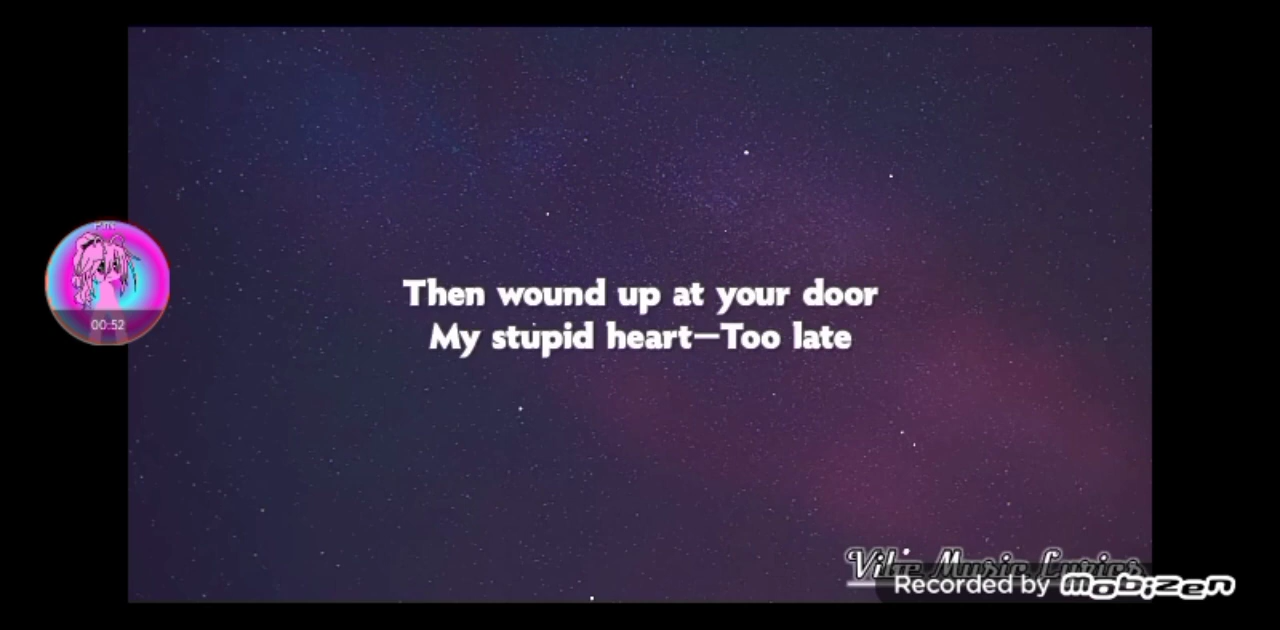 00:52
Then wound up at your door
My stupid heart—Too late
Vibe Music Lyrics
Recorded by mobizen